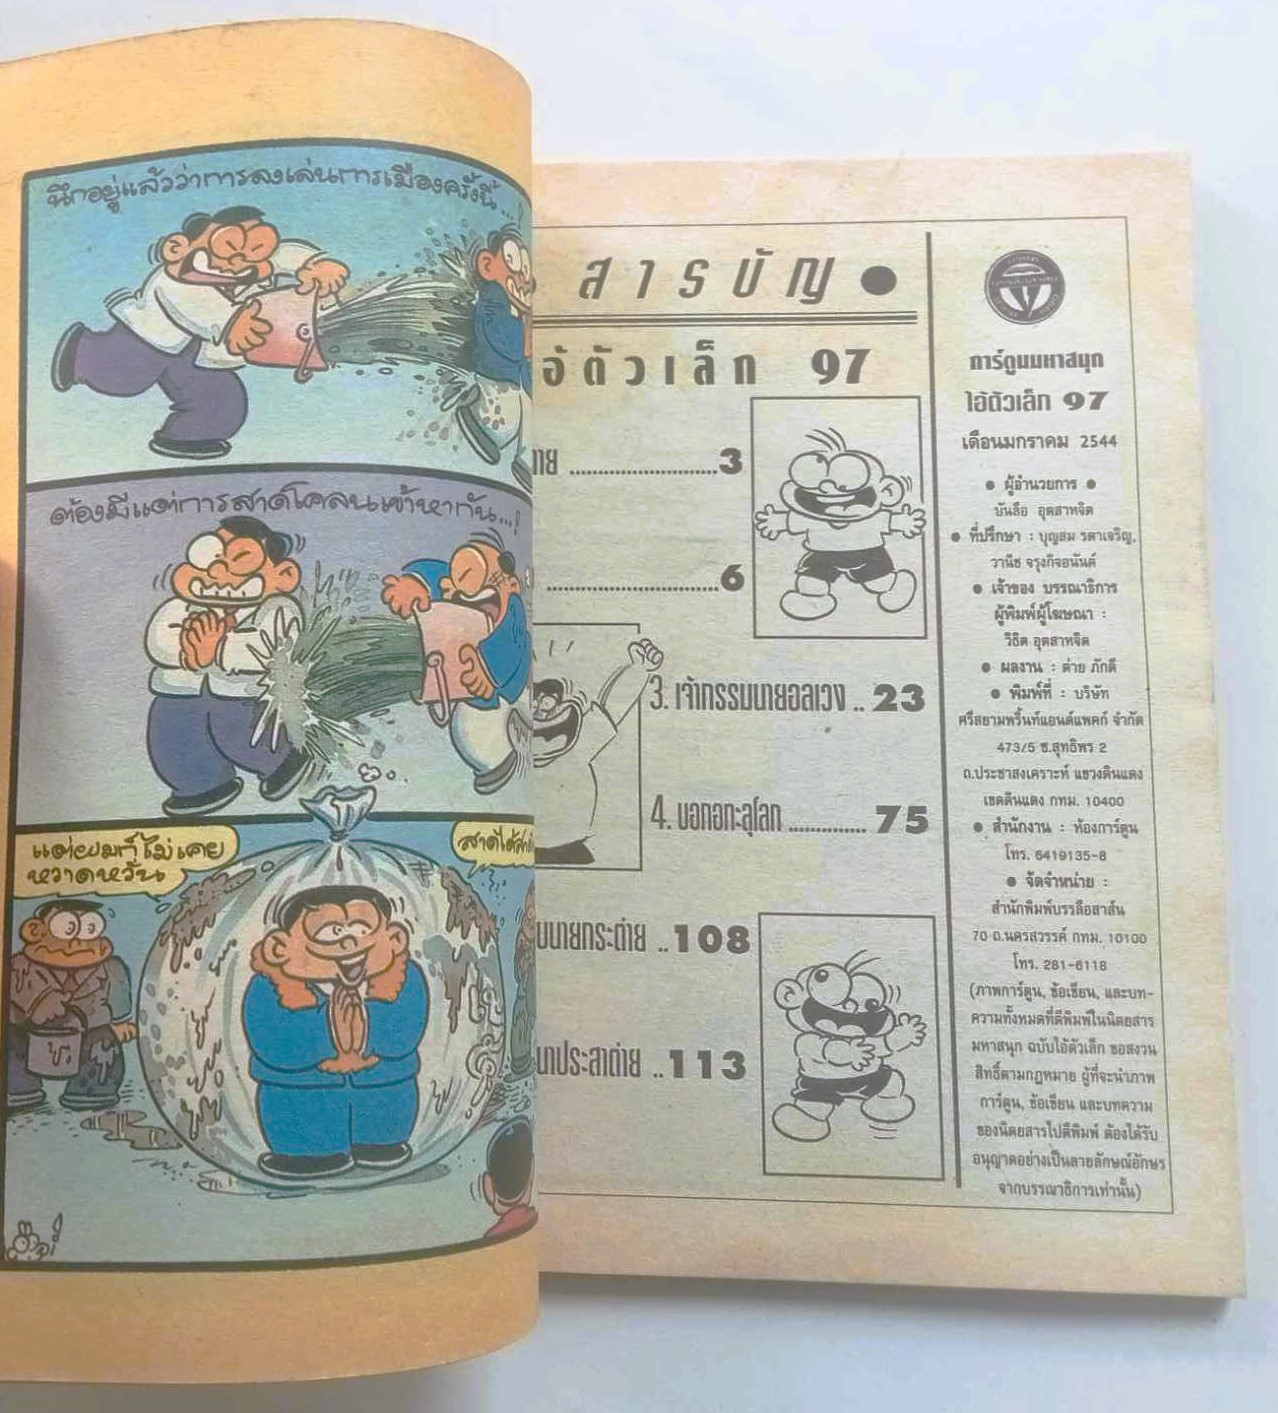 นึกอยู่แล้วว่าการลงเล่นการเมืองครั้งนี้...!
ต้องมีแต่การสาดโคลนเข้าหากัน...!
แต่ผมก็ไม่เคย
หวาดหวั่น
สาดได้สาด
สารบัญ ●
อ้ตัวเล็ก 97
ทย ........................3
........................6
3. เจ้ากรรมนายอลเวง .. 23
4. บอกอทะลุโลก ............. 75
บนายกระต่าย .. 108
นาประสาต่าย .. 113
การ์ตูนมหาสนุก
ไอ้ตัวเล็ก 97
เดือนมกราคม 2544
● ผู้อำนวยการ ●
บันลือ อุตสาหจิต
● ที่ปรึกษา : บุญสม รดาเจริญ,
วานิช จรุงกิจอนันต์
● เจ้าของ บรรณาธิการ
ผู้พิมพ์ผู้โฆษณา :
วิธิต อุตสาหจิต
● ผลงาน : ต่าย ภักดี
● พิมพ์ที่ : บริษัท
ศรีสยามพริ้นท์แอนด์แพคก์ จำกัด
473/5 ซ.สุทธิพร 2
ถ.ประชาสงเคราะห์ แขวงดินแดง
เขตดินแดง กทม. 10400
● สำนักงาน : ห้องการ์ตูน
โทร. 6419135-8
● จัดจำหน่าย :
สำนักพิมพ์บรรลือสาส์น
70 ถ.นครสวรรค์ กทม. 10100
โทร. 281-6118
(ภาพการ์ตูน, ข้อเขียน, และบท-
ความทั้งหมดที่ตีพิมพ์ในนิตยสาร
มหาสนุก ฉบับไอ้ตัวเล็ก ขอสงวน
สิทธิ์ตามกฎหมาย ผู้ที่จะนำภาพ
การ์ตูน, ข้อเขียน และบทความ
ของนิตยสารไปตีพิมพ์ ต้องได้รับ
อนุญาตอย่างเป็นลายลักษณ์อักษร
จากบรรณาธิการเท่านั้น)